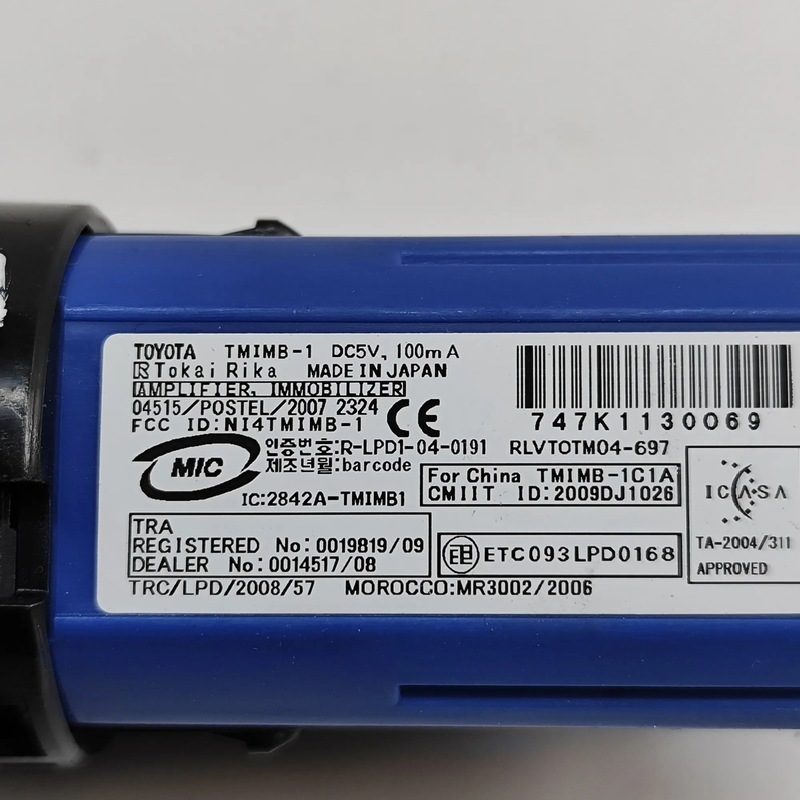 TOYOTA TMIMB-1 DC5V, 100mA
Tokai Rika MADE IN JAPAN
AMPLIFIER, IMMOBILIZER
04515/POSTEL/2007 2324
FCC ID:NI4TMIMB-1
CE
747K1130069
MIC
인증번호:R-LPD1-04-0191 RLVTOTM04-697
제조년월:barcode
IC:2842A-TMIMB1
For China TMIMB-1C1A
CMIIT ID:2009DJ1026
ICASA
TA-2004/311
APPROVED
TRA
REGISTERED No:0019819/09
DEALER No:0014517/08
ETC093LPD0168
TRC/LPD/2008/57 MOROCCO:MR3002/2006